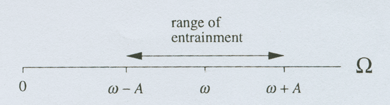 range of
entrainment
Ω
0 ω – A ω ω + A